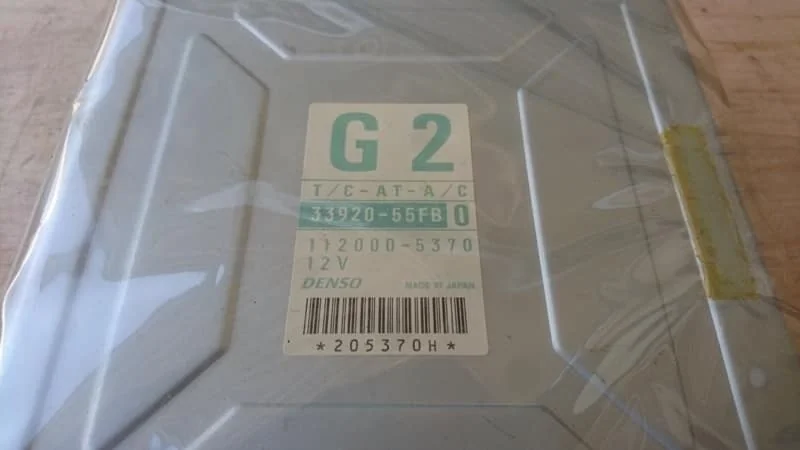 G 2
T/C-AT-A/C
33920-55FB 0
112000-5370
12V
DENSO MADE IN JAPAN
*205370H*